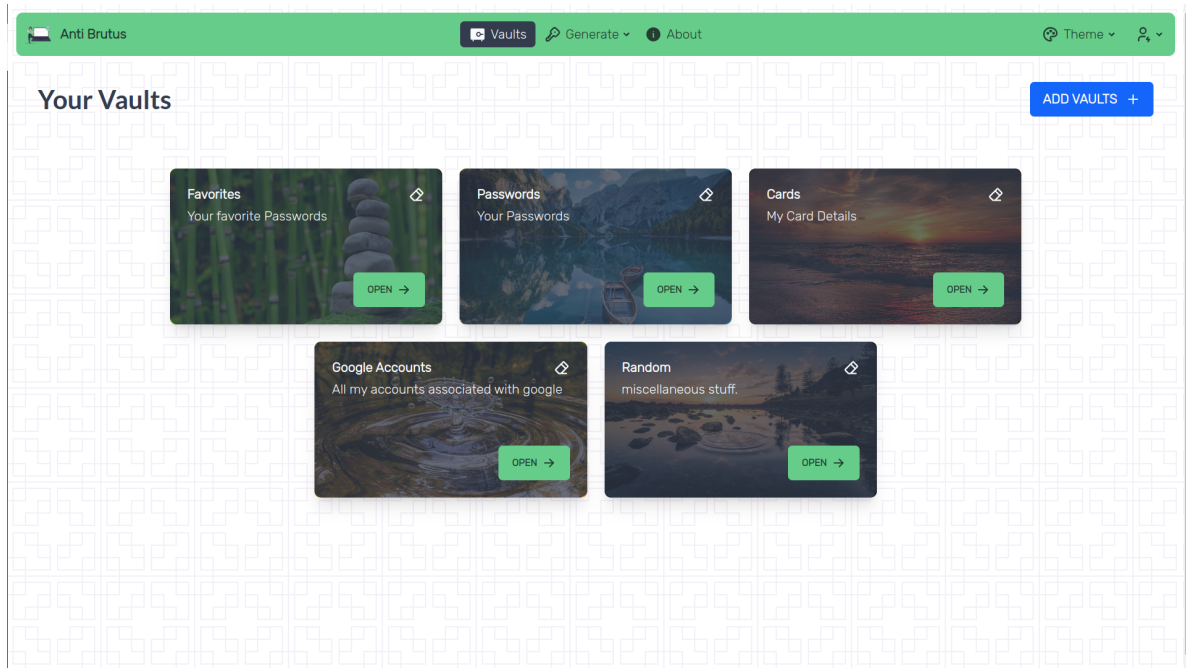 Anti Brutus
Vaults
Generate
About
Theme
Your Vaults
ADD VAULTS +
Favorites
Your favorite Passwords
OPEN →
Passwords
Your Passwords
OPEN →
Cards
My Card Details
OPEN →
Google Accounts
All my accounts associated with google
OPEN →
Random
miscellaneous stuff.
OPEN →